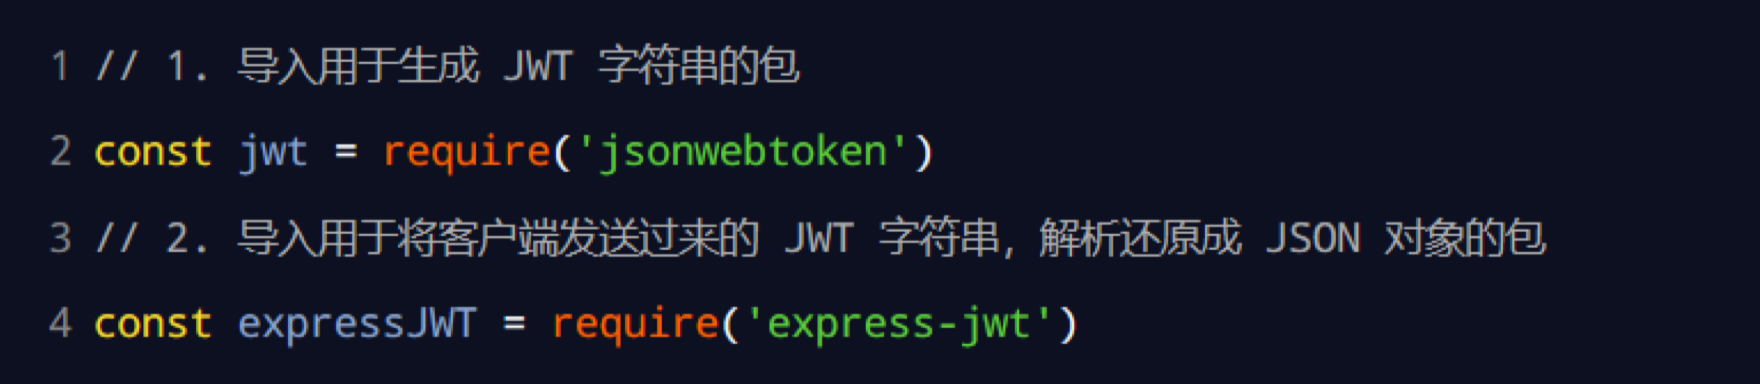 1 // 1. 导入用于生成 JWT 字符串的包
2 const jwt = require('jsonwebtoken')
3 // 2. 导入用于将客户端发送过来的 JWT 字符串，解析还原成 JSON 对象的包
4 const expressJWT = require('express-jwt')